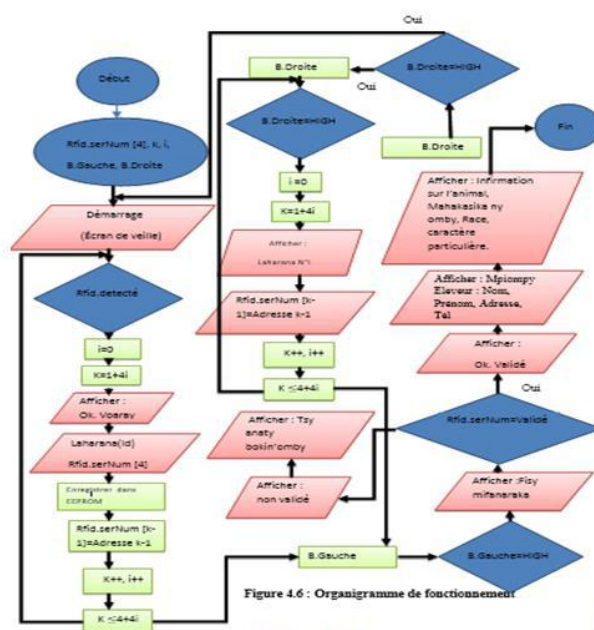 Oui
Début
B.Droite
B.Droite=HIGH
Oui
B.Droite=HIGH
Fin
Rfid.serNum [4], k, i,
B.Gauche, B.Droite
B.Droite
i =0
K=1+4i
Démarrage
(Écran de veille)
Afficher : Infirmation
sur l'animal,
Mahakasika ny
omby, Race,
caractère
particulière.
Afficher :
Laharana N°i
Rfid.detecté
Rfid.serNum [k-
1]=Adresse k-1
Afficher : Mpiompy
Eleveur : Nom,
Prenom, Adresse,
Tel
i=0
K=1+4i
K++, i++
Afficher :
Ok. Validé
K ≤4+4i
Oui
Afficher :
Ok. Voaray
Afficher : Tsy
anaty
bokin'omby
Rfid.serNum=Validé
Laharana(Id)
Rfid.serNum [4]
Afficher :
non validé
Afficher :Fisy
mifanaraka
Enregistrer dans
EEPROM
Rfid.serNum [k-
1]=Adresse k-1
B.Gauche
B.Gauche=HIGH
K++, i++
K ≤4+4i
Figure 4.6 : Organigramme de fonctionnement